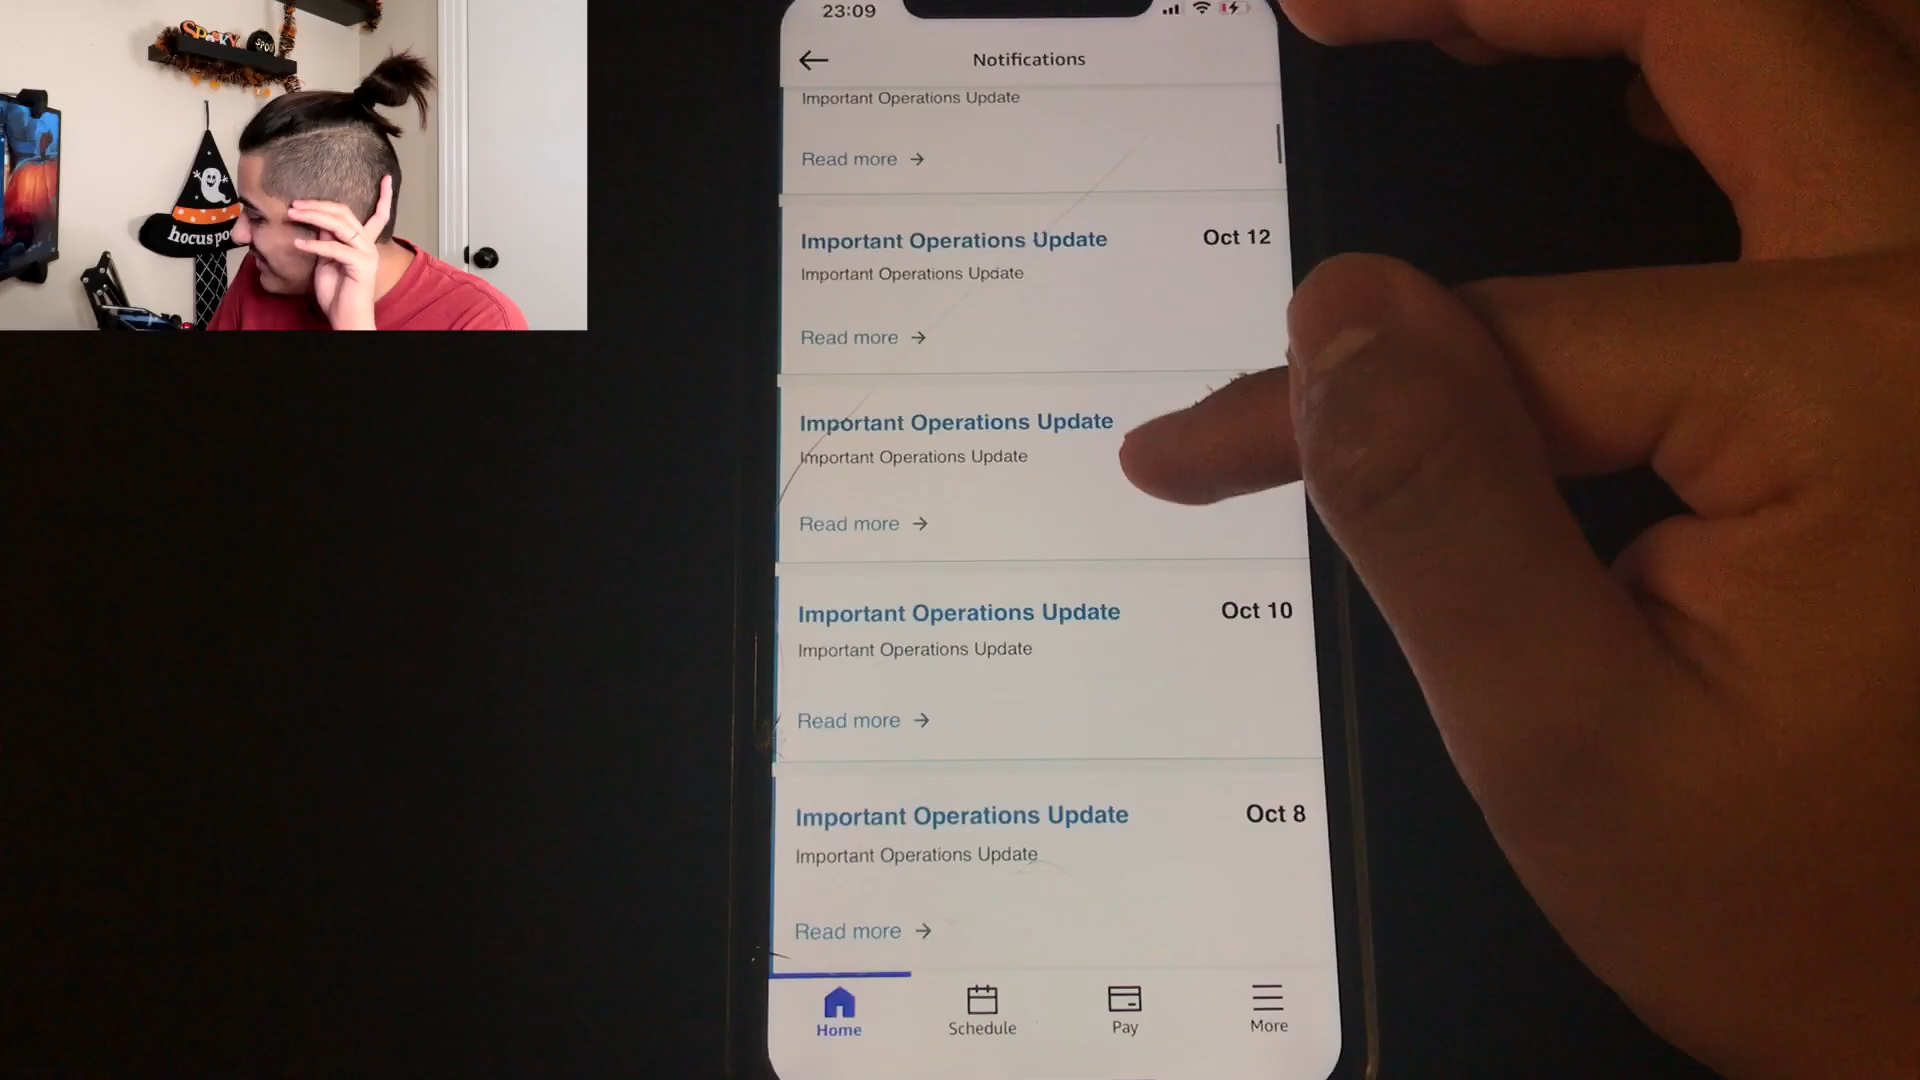 SpOoKY
SPOO
hocus po
23:09
Notifications
Important Operations Update
Read more →
Important Operations Update
Oct 12
Important Operations Update
Read more →
Important Operations Update
Important Operations Update
Read more →
Important Operations Update
Oct 10
Important Operations Update
Read more →
Important Operations Update
Oct 8
Important Operations Update
Read more →
Home
Schedule
Pay
More